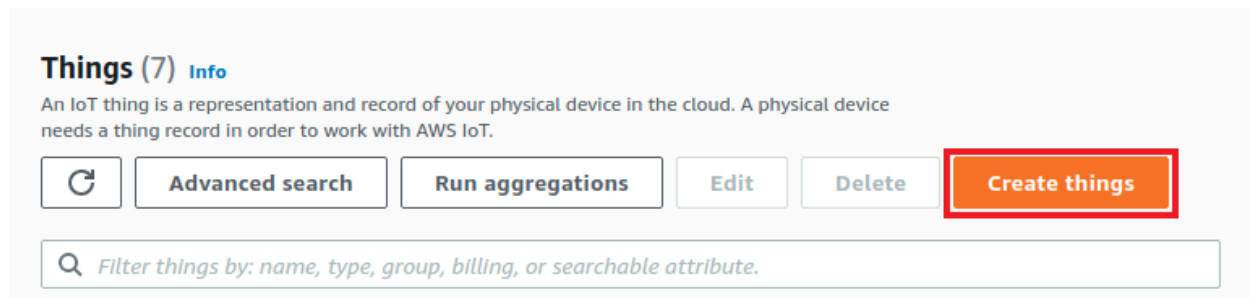 Things (7) Info
An IoT thing is a representation and record of your physical device in the cloud. A physical device
needs a thing record in order to work with AWS IoT.
Advanced search Run aggregations Edit Delete Create things
Filter things by: name, type, group, billing, or searchable attribute.